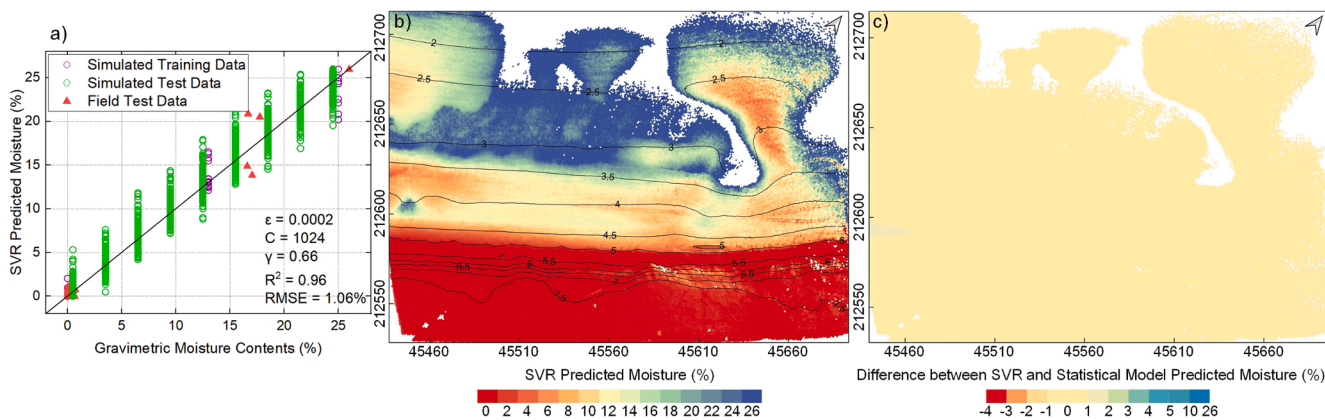 a)
Simulated Training Data
Simulated Test Data
Field Test Data
25
20
15
10
5
0
SVR Predicted Moisture (%)
ε = 0.0002
C = 1024
γ = 0.66
R² = 0.96
RMSE = 1.06%
0 5 10 15 20 25
Gravimetric Moisture Contents (%)
b)
212700
212650
212600
212550
2
2.5
3
3
3.5
4
4.5
5
5
5.5
6.5
7
7.5
45460 45510 45560 45610 45660
SVR Predicted Moisture (%)
0 2 4 6 8 10 12 14 16 18 20 22 24 26
c)
212700
212650
212600
212550
45460 45510 45560 45610 45660
Difference between SVR and Statistical Model Predicted Moisture (%)
-4 -3 -2 -1 0 1 3 4 5 10 26